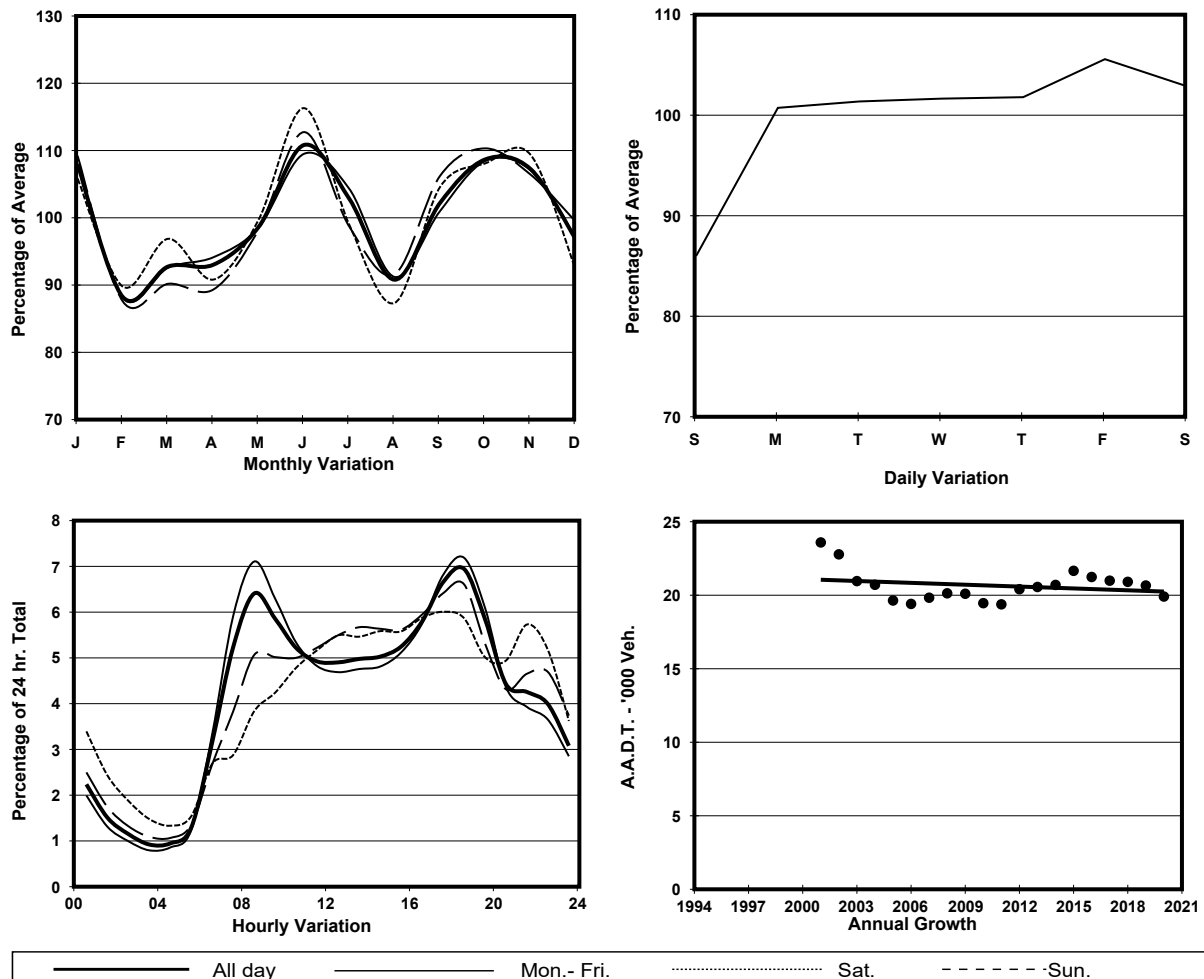 130
120
110
100
90
80
70
Percentage of Average
J F M A M J J A S O N D
Monthly Variation
110
100
90
80
70
Percentage of Average
S M T W T F S
Daily Variation
8
7
6
5
4
3
2
1
0
Percentage of 24 hr. Total
00 04 08 12 16 20 24
Hourly Variation
25
20
15
10
5
0
A.A.D.T. - '000 Veh.
1994 1997 2000 2003 2006 2009 2012 2015 2018 2021
Annual Growth
All day Mon.- Fri. Sat. Sun.